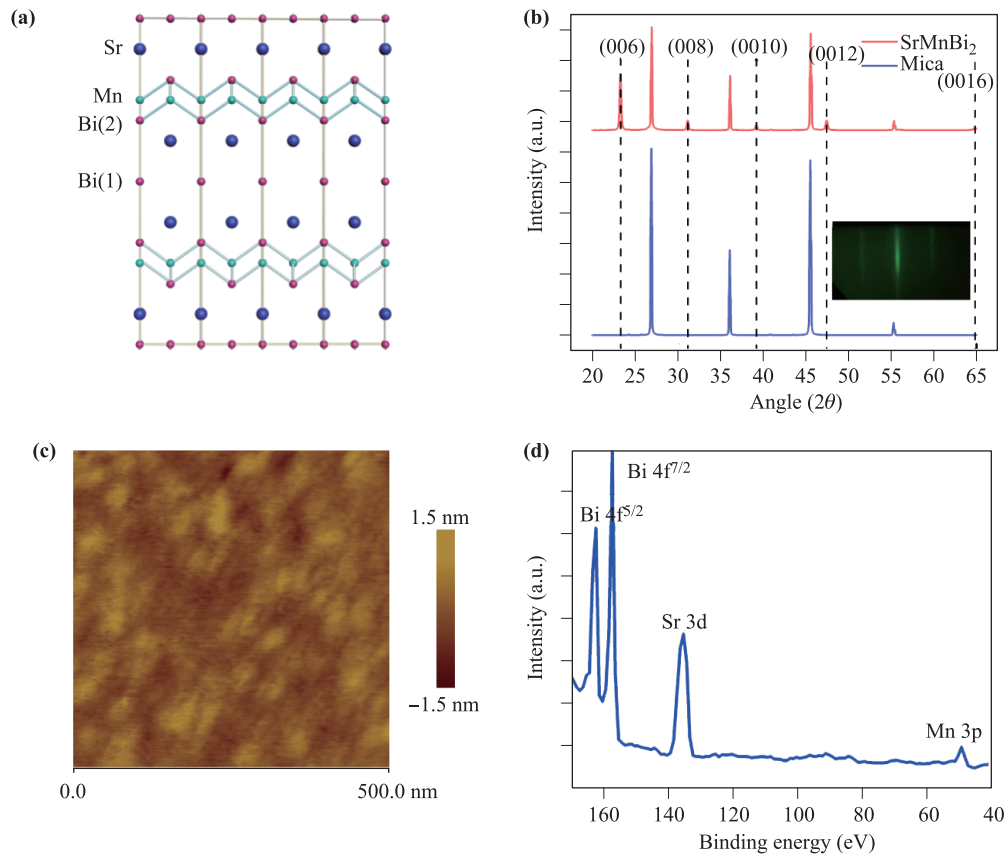 (a)
Sr
Mn
Bi(2)
Bi(1)
(b)
(006)
(008)
(0010)
(0012)
(0016)
SrMnBi₂
Mica
Intensity (a.u.)
20
25
30
35
40
45
50
55
60
65
Angle (2θ)
(c)
1.5 nm
−1.5 nm
0.0
500.0 nm
(d)
Bi 4f⁷/²
Bi 4f⁵/²
Sr 3d
Mn 3p
Intensity (a.u.)
160
140
120
100
80
60
40
Binding energy (eV)